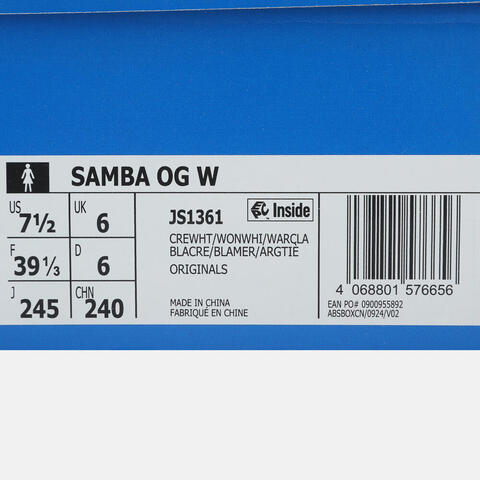 SAMBA OG W
US 7½ UK 6
F 39⅓ D 6
J 245 CHN 240
JS1361 Inside
CREWHT/WONWHI/WARCLA
BLACRE/BLAMER/ARGTIÈ
ORIGINALS
MADE IN CHINA
FABRIQUÉ EN CHINE
4 068801 576656
EAN PO# 0900955892
ABSBOXCN/0924/V02